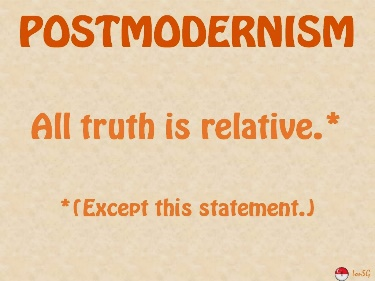 POSTMODERNISM
All truth is relative.*
*(Except this statement.)